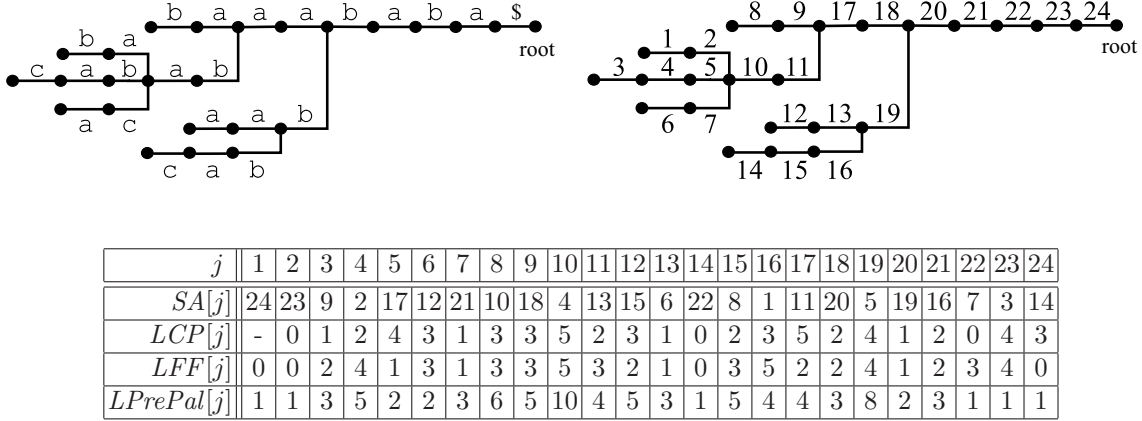 b a a a b a b a $
root
b a
c a b a b
a c
a a b
c a b
8 9 17 18 20 21 22 23 24
root
1 2
3 4 5 10 11
6 7
12 13 19
14 15 16
j 1 2 3 4 5 6 7 8 9 10 11 12 13 14 15 16 17 18 19 20 21 22 23 24
SA[j] 24 23 9 2 17 12 21 10 18 4 13 15 6 22 8 1 11 20 5 19 16 7 3 14
LCP[j] - 0 1 2 4 3 1 3 3 5 2 3 1 0 2 3 5 2 4 1 2 0 4 3
LFF[j] 0 0 2 4 1 3 1 3 3 5 3 2 1 0 3 5 2 2 4 1 2 3 4 0
LPrePal[j] 1 1 3 5 2 2 3 6 5 10 4 5 3 1 5 4 4 3 8 2 3 1 1 1